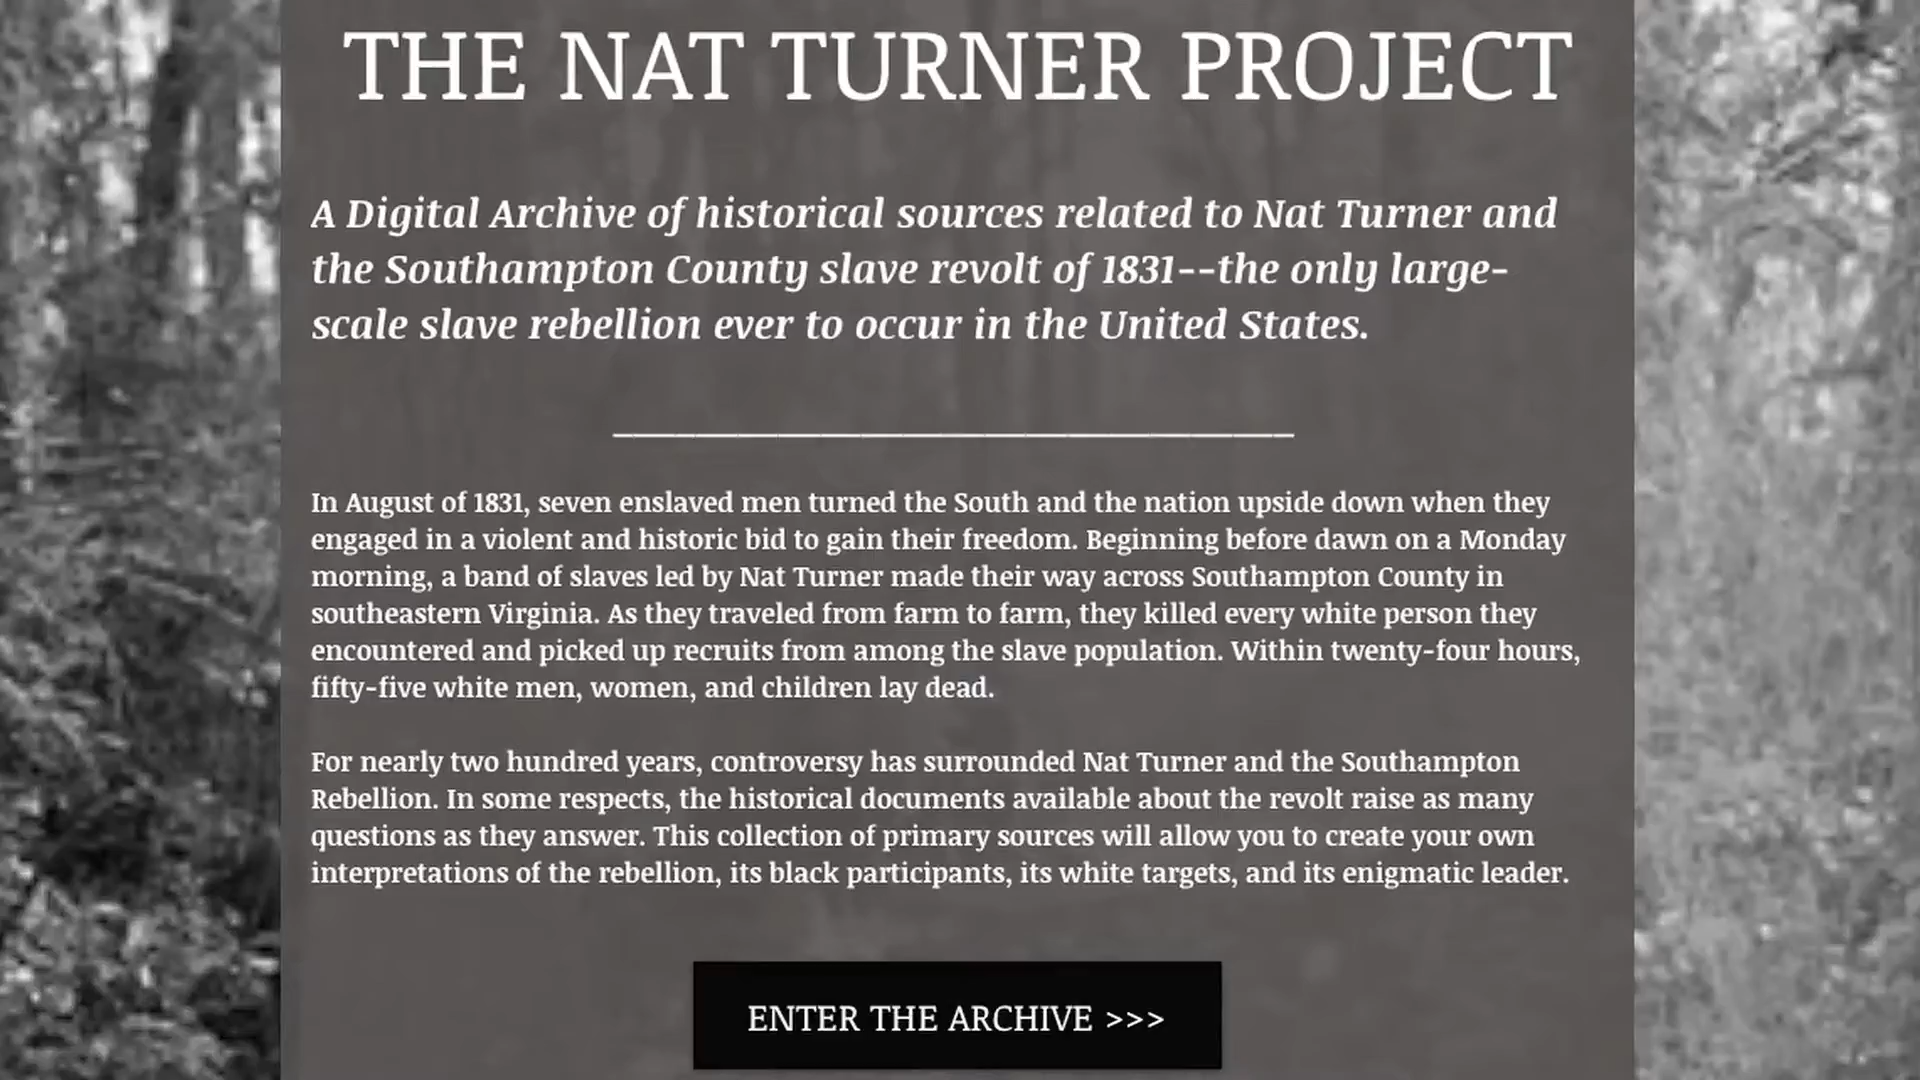 THE NAT TURNER PROJECT
A Digital Archive of historical sources related to Nat Turner and
the Southampton County slave revolt of 1831--the only large-
scale slave rebellion ever to occur in the United States.
In August of 1831, seven enslaved men turned the South and the nation upside down when they
engaged in a violent and historic bid to gain their freedom. Beginning before dawn on a Monday
morning, a band of slaves led by Nat Turner made their way across Southampton County in
southeastern Virginia. As they traveled from farm to farm, they killed every white person they
encountered and picked up recruits from among the slave population. Within twenty-four hours,
fifty-five white men, women, and children lay dead.
For nearly two hundred years, controversy has surrounded Nat Turner and the Southampton
Rebellion. In some respects, the historical documents available about the revolt raise as many
questions as they answer. This collection of primary sources will allow you to create your own
interpretations of the rebellion, its black participants, its white targets, and its enigmatic leader.
ENTER THE ARCHIVE >>>